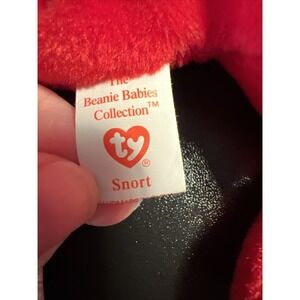 The
Beanie Babies
Collection™
ty
®
Snort